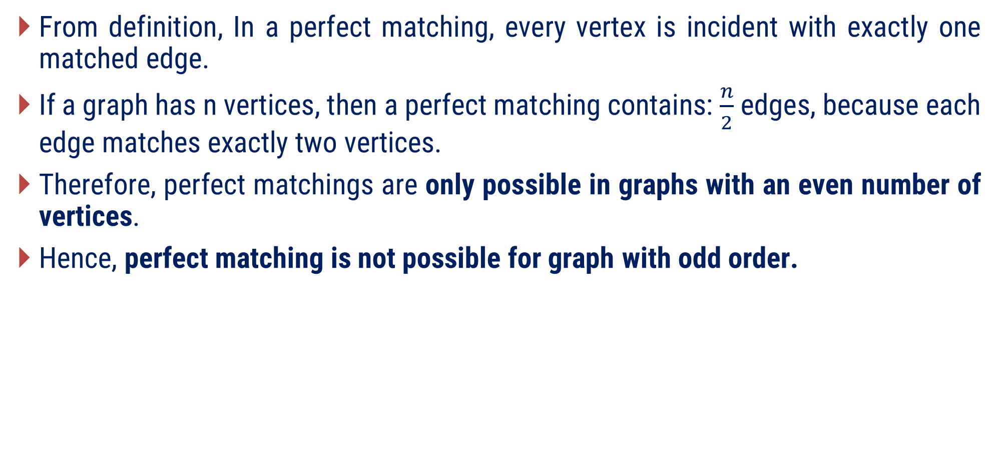 From definition, In a perfect matching, every vertex is incident with exactly one
matched edge.
If a graph has n vertices, then a perfect matching contains: n/2 edges, because each
edge matches exactly two vertices.
Therefore, perfect matchings are only possible in graphs with an even number of
vertices.
Hence, perfect matching is not possible for graph with odd order.